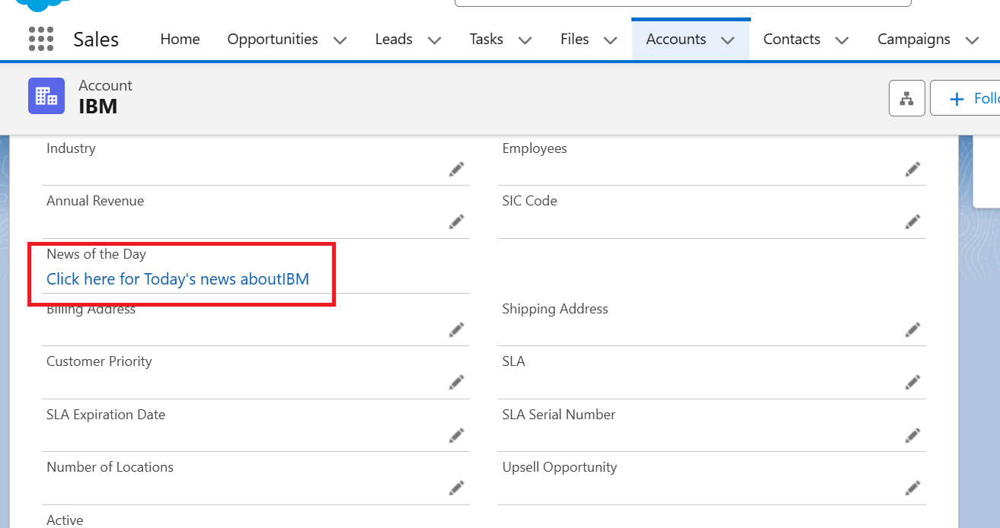 Sales Home Opportunities Leads Tasks Files Accounts Contacts Campaigns
Account
IBM
Industry
Employees
Annual Revenue
SIC Code
News of the Day
Click here for Today's news aboutIBM
Billing Address
Shipping Address
Customer Priority
SLA
SLA Expiration Date
SLA Serial Number
Number of Locations
Upsell Opportunity
Active